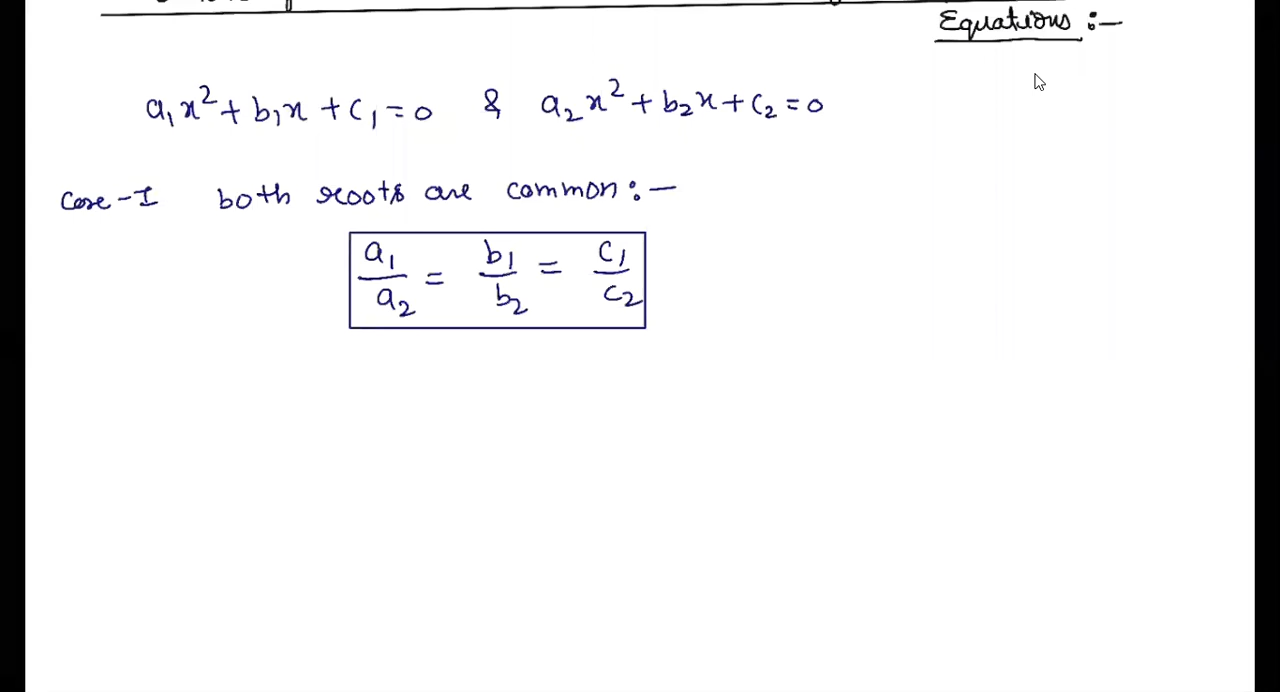 Equations :-
a₁x² + b₁x + c₁ = 0 & a₂x² + b₂x + c₂ = 0
Case-I both roots are common :-
a₁/a₂ = b₁/b₂ = c₁/c₂